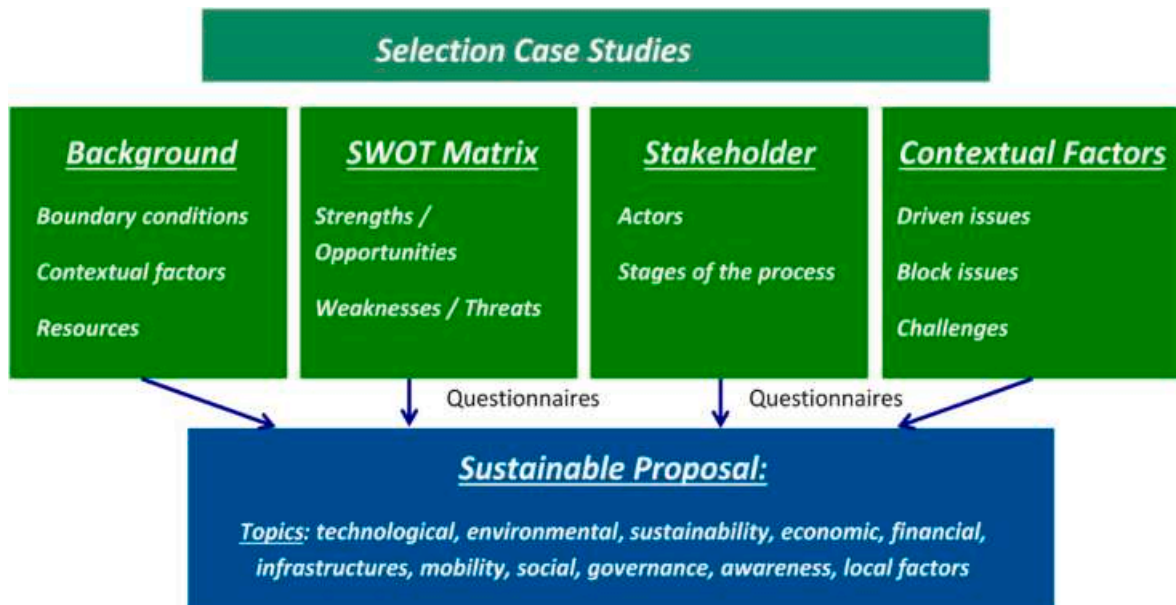 Selection Case Studies
Background
Boundary conditions
Contextual factors
Resources
SWOT Matrix
Strengths /
Opportunities
Weaknesses / Threats
Stakeholder
Actors
Stages of the process
Contextual Factors
Driven issues
Block issues
Challenges
Questionnaires
Questionnaires
Sustainable Proposal:
Topics: technological, environmental, sustainability, economic, financial,
infrastructures, mobility, social, governance, awareness, local factors